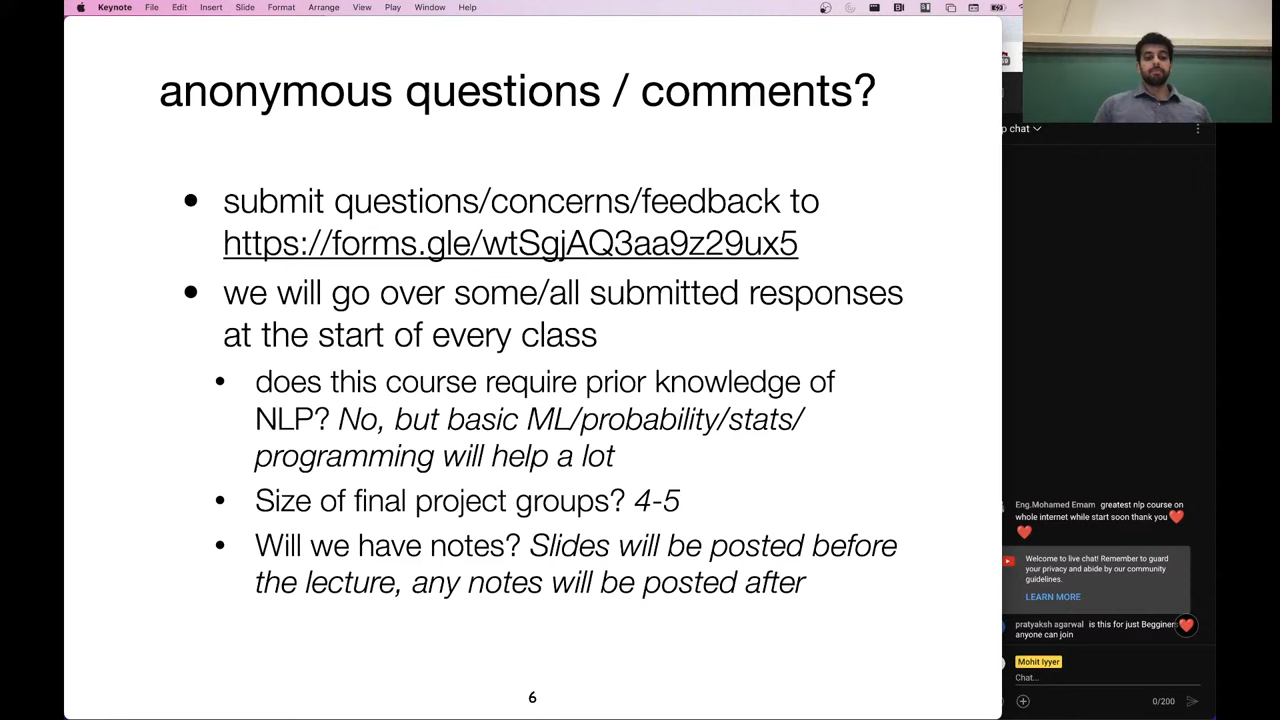 Keynote File Edit Insert Slide Format Arrange View Play Window Help
anonymous questions / comments?
• submit questions/concerns/feedback to
https://forms.gle/wtSgjAQ3aa9z29ux5
• we will go over some/all submitted responses
at the start of every class
• does this course require prior knowledge of
NLP? No, but basic ML/probability/stats/
programming will help a lot
• Size of final project groups? 4-5
• Will we have notes? Slides will be posted before
the lecture, any notes will be posted after
6
p chat
Eng.Mohamed Emam greatest nlp course on
whole internet while start soon thank you ❤️
❤️
Welcome to live chat! Remember to guard
your privacy and abide by our community
guidelines.
LEARN MORE
pratyaksh agarwal is this for just Begginers
anyone can join
Mohit Iyyer
Chat...
0/200